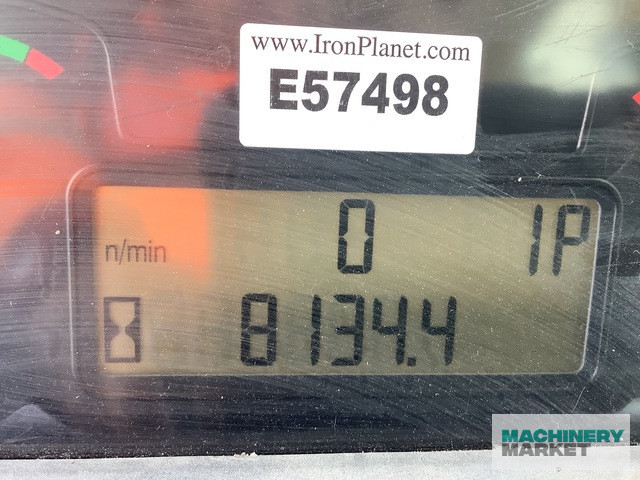 www.IronPlanet.com
E57498
n/min 0 1P
8134.4
MACHINERY
MARKET